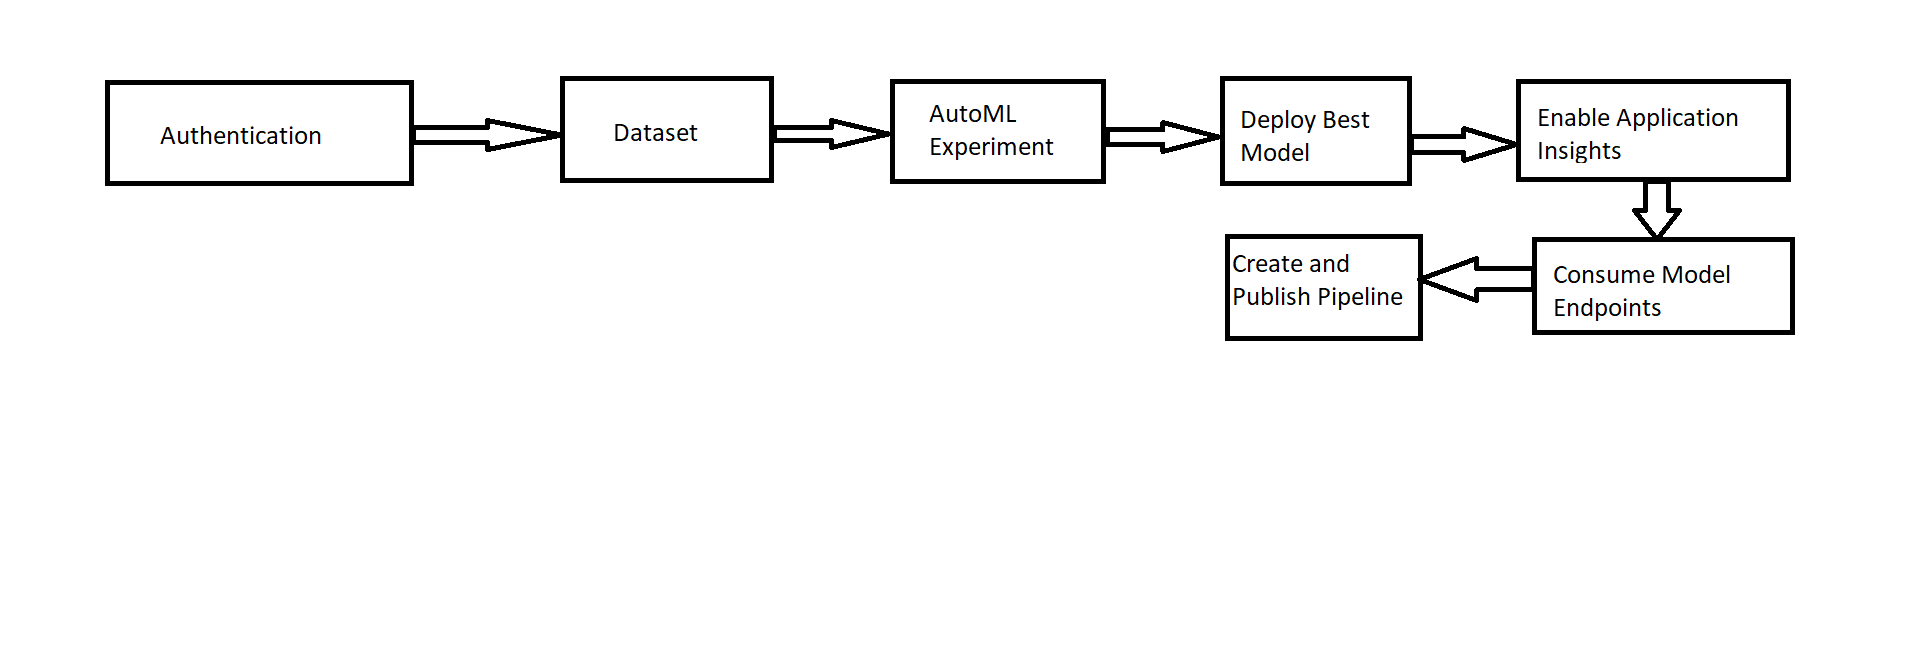 Authentication
Dataset
AutoML
Experiment
Deploy Best
Model
Enable Application
Insights
Consume Model
Endpoints
Create and
Publish Pipeline